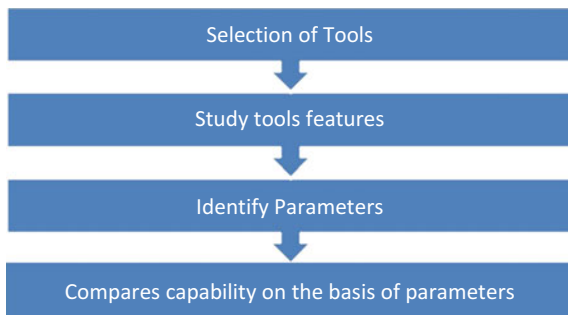 Selection of Tools
Study tools features
Identify Parameters
Compares capability on the basis of parameters